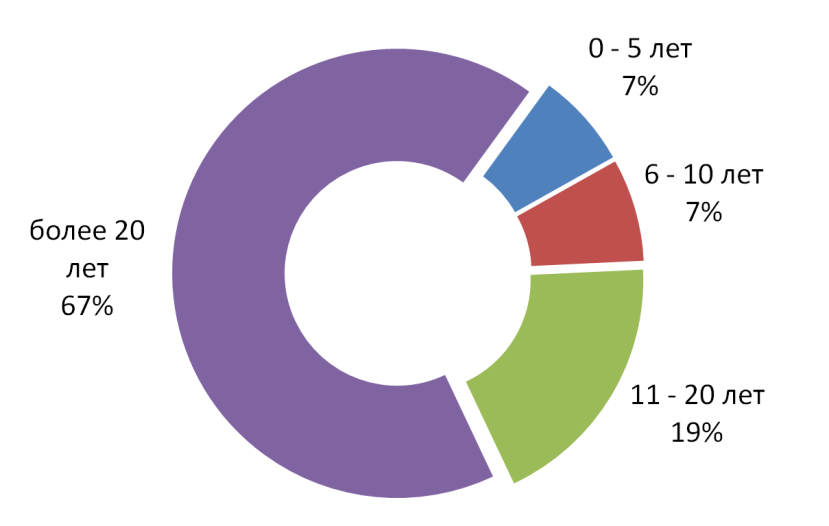 0 - 5 лет
7%
6 - 10 лет
7%
более 20
лет
67%
11 - 20 лет
19%